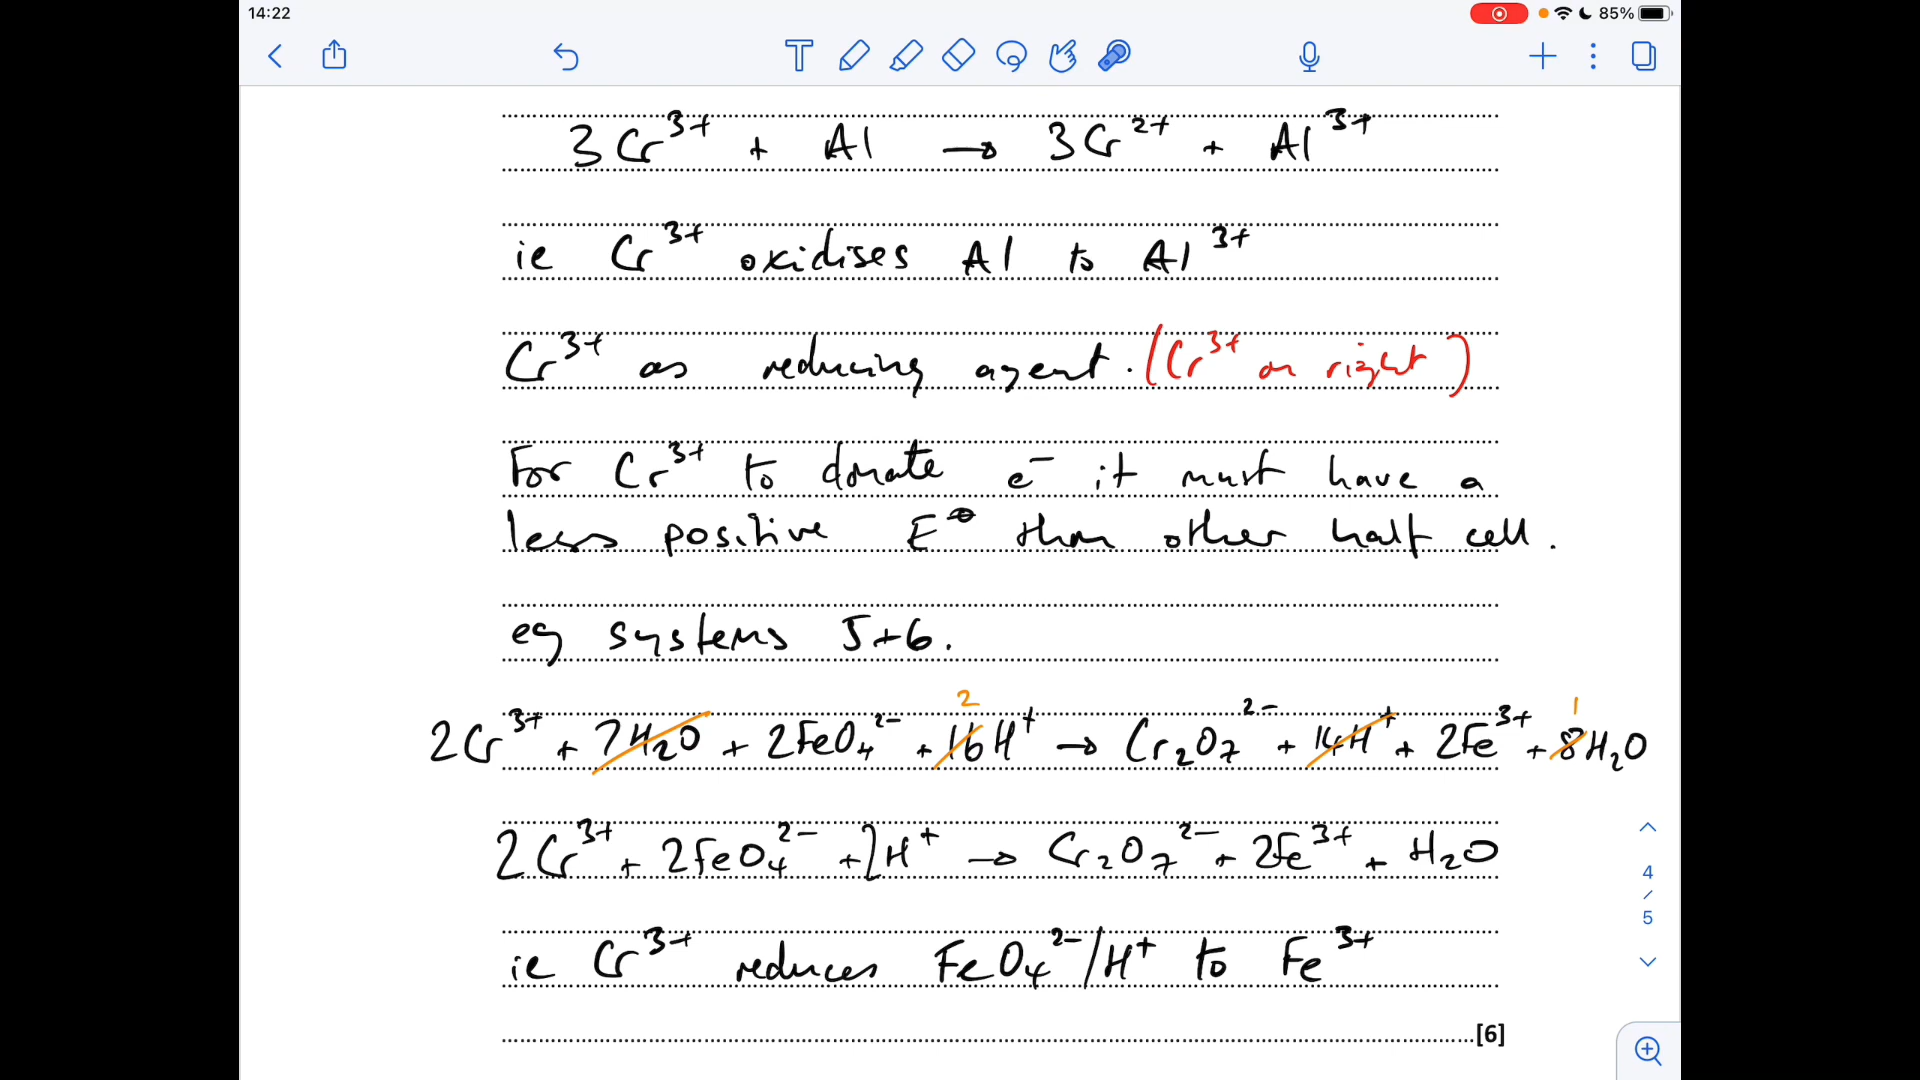 14:22
85%
3Cr³⁺ + Al → 3Cr²⁺ + Al³⁺
ie Cr³⁺ oxidises Al to Al³⁺
Cr³⁺ as reducing agent. (Cr³⁺ on right)
For Cr³⁺ to donate e⁻ it must have a
less positive E⦵ than other half cell.
eg systems 5+6.
2 1
2Cr³⁺ + 7H₂O + 2FeO₄²⁻ + 16H⁺ → Cr₂O₇²⁻ + 14H⁺ + 2Fe³⁺ + 8H₂O
2Cr³⁺ + 2FeO₄²⁻ + 2H⁺ → Cr₂O₇²⁻ + 2Fe³⁺ + H₂O
4
/
5
ie Cr³⁺ reduces FeO₄²⁻/H⁺ to Fe³⁺
[6]